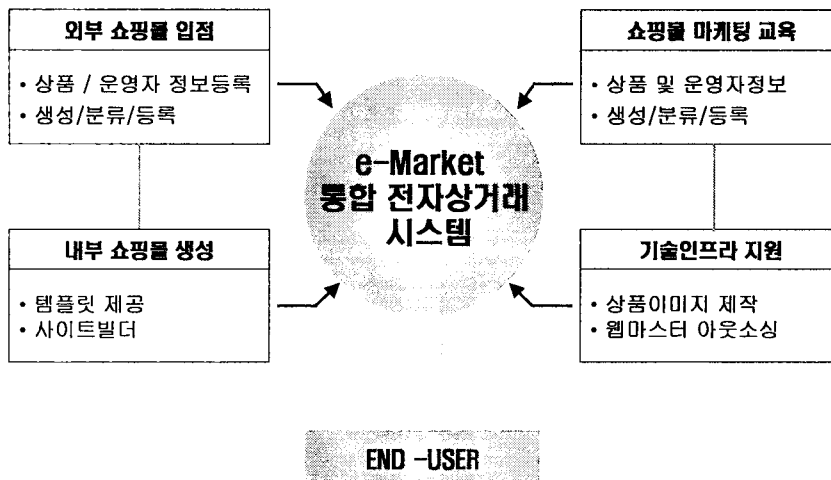 외부 쇼핑몰 입점
• 상품 / 운영자 정보등록
• 생성/분류/등록
쇼핑몰 마케팅 교육
• 상품 및 운영자정보
• 생성/분류/등록
e-Market
통합 전자상거래
시스템
내부 쇼핑몰 생성
• 템플릿 제공
• 사이트빌더
기술인프라 지원
• 상품이미지 제작
• 웹마스터 아웃소싱
END -USER